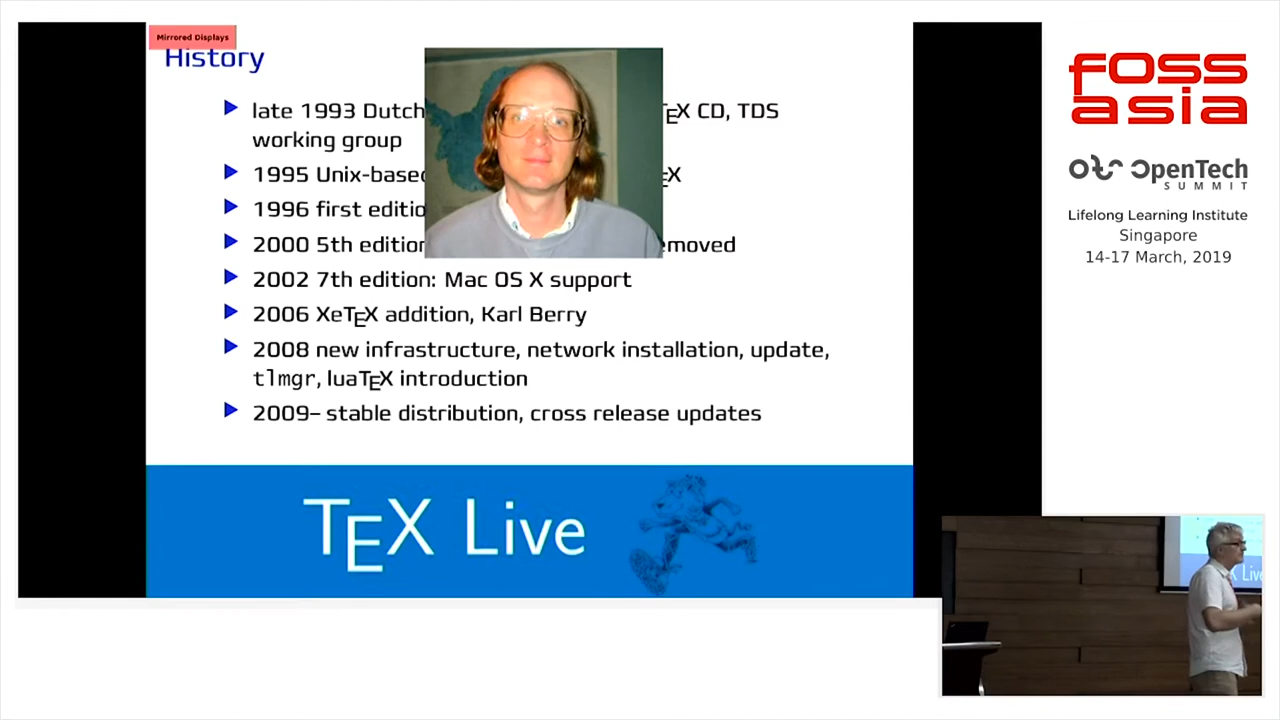 Mirrored Displays
History
late 1993 Dutch TEX CD, TDS
working group
1995 Unix-based X
1996 first editio
2000 5th edition emoved
2002 7th edition: Mac OS X support
2006 XeTEX addition, Karl Berry
2008 new infrastructure, network installation, update,
tlmgr, luaTEX introduction
2009– stable distribution, cross release updates
TEX Live
FOSS
asia
OpenTech
SUMMIT
Lifelong Learning Institute
Singapore
14-17 March, 2019
X Live